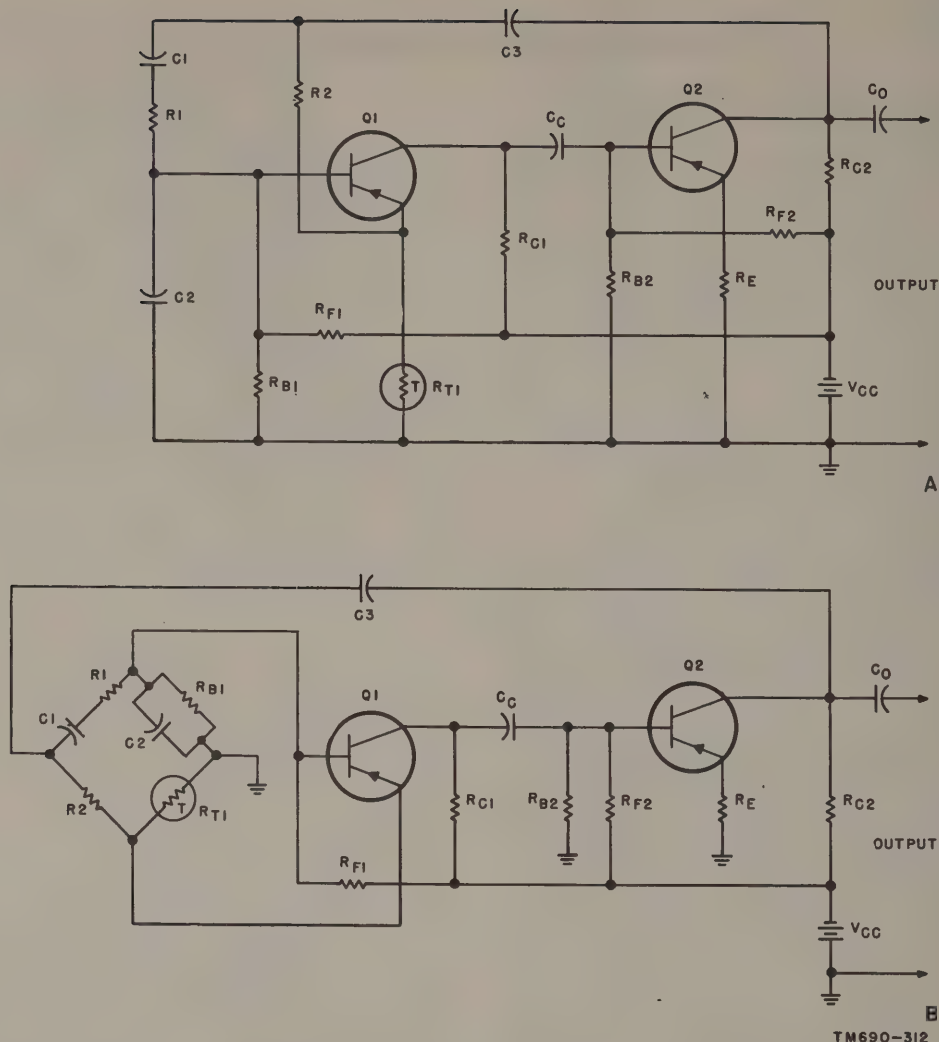 C3
C1
R1
R2
Q1
CC
Q2
CO
RC2
RF2
RC1
RB2
RE
C2
RF1
OUTPUT
RB1
T RT1
VCC
A
C3
R1
RB1
C1
C2
R2
T RT1
Q1
CC
Q2
CO
RC1
RB2
RF2
RE
RC2
RF1
OUTPUT
VCC
B
TM690-312